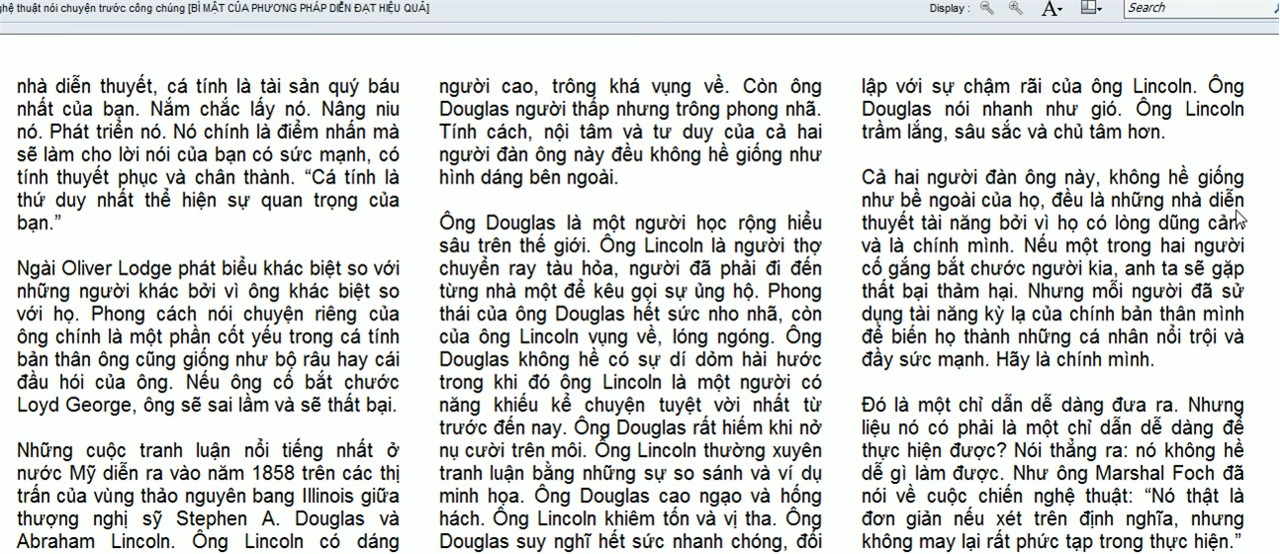 hệ thuật nói chuyện trước công chúng [BÍ MẬT CỦA PHƯƠNG PHÁP DIỄN ĐẠT HIỆU QUẢ]
Display :
A
Search
nhà diễn thuyết, cá tính là tài sản quý báu
nhất của bạn. Nắm chắc lấy nó. Nâng niu
nó. Phát triển nó. Nó chính là điểm nhấn mà
sẽ làm cho lời nói của bạn có sức mạnh, có
tính thuyết phục và chân thành. “Cá tính là
thứ duy nhất thể hiện sự quan trọng của
bạn.”
Ngài Oliver Lodge phát biểu khác biệt so với
những người khác bởi vì ông khác biệt so
với họ. Phong cách nói chuyện riêng của
ông chính là một phần cốt yếu trong cá tính
bản thân ông cũng giống như bộ râu hay cái
đầu hói của ông. Nếu ông cố bắt chước
Loyd George, ông sẽ sai lầm và sẽ thất bại.
Những cuộc tranh luận nổi tiếng nhất ở
nước Mỹ diễn ra vào năm 1858 trên các thị
trấn của vùng thảo nguyên bang Illinois giữa
thượng nghị sỹ Stephen A. Douglas và
Abraham Lincoln. Ông Lincoln có dáng
người cao, trông khá vụng về. Còn ông
Douglas người thấp nhưng trông phong nhã.
Tính cách, nội tâm và tư duy của cả hai
người đàn ông này đều không hề giống như
hình dáng bên ngoài.
Ông Douglas là một người học rộng hiểu
sâu trên thế giới. Ông Lincoln là người thợ
chuyển ray tàu hỏa, người đã phải đi đến
từng nhà một để kêu gọi sự ủng hộ. Phong
thái của ông Douglas hết sức nho nhã, còn
của ông Lincoln vụng về, lóng ngóng. Ông
Douglas không hề có sự dí dỏm hài hước
trong khi đó ông Lincoln là một người có
năng khiếu kể chuyện tuyệt vời nhất từ
trước đến nay. Ông Douglas rất hiếm khi nở
nụ cười trên môi. Ông Lincoln thường xuyên
tranh luận bằng những sự so sánh và ví dụ
minh họa. Ông Douglas cao ngạo và hống
hách. Ông Lincoln khiêm tốn và vị tha. Ông
Douglas suy nghĩ hết sức nhanh chóng, đối
lập với sự chậm rãi của ông Lincoln. Ông
Douglas nói nhanh như gió. Ông Lincoln
trầm lắng, sâu sắc và chủ tâm hơn.
Cả hai người đàn ông này, không hề giống
như bề ngoài của họ, đều là những nhà diễn
thuyết tài năng bởi vì họ có lòng dũng cảm
và là chính mình. Nếu một trong hai người
cố gắng bắt chước người kia, anh ta sẽ gặp
thất bại thảm hại. Nhưng mỗi người đã sử
dụng tài năng kỳ lạ của chính bản thân mình
để biến họ thành những cá nhân nổi trội và
đầy sức mạnh. Hãy là chính mình.
Đó là một chỉ dẫn dễ dàng đưa ra. Nhưng
liệu nó có phải là một chỉ dẫn dễ dàng để
thực hiện được? Nói thẳng ra: nó không hề
dễ gì làm được. Như ông Marshal Foch đã
nói về cuộc chiến nghệ thuật: “Nó thật là
đơn giản nếu xét trên định nghĩa, nhưng
không may lại rất phức tạp trong thực hiện.”